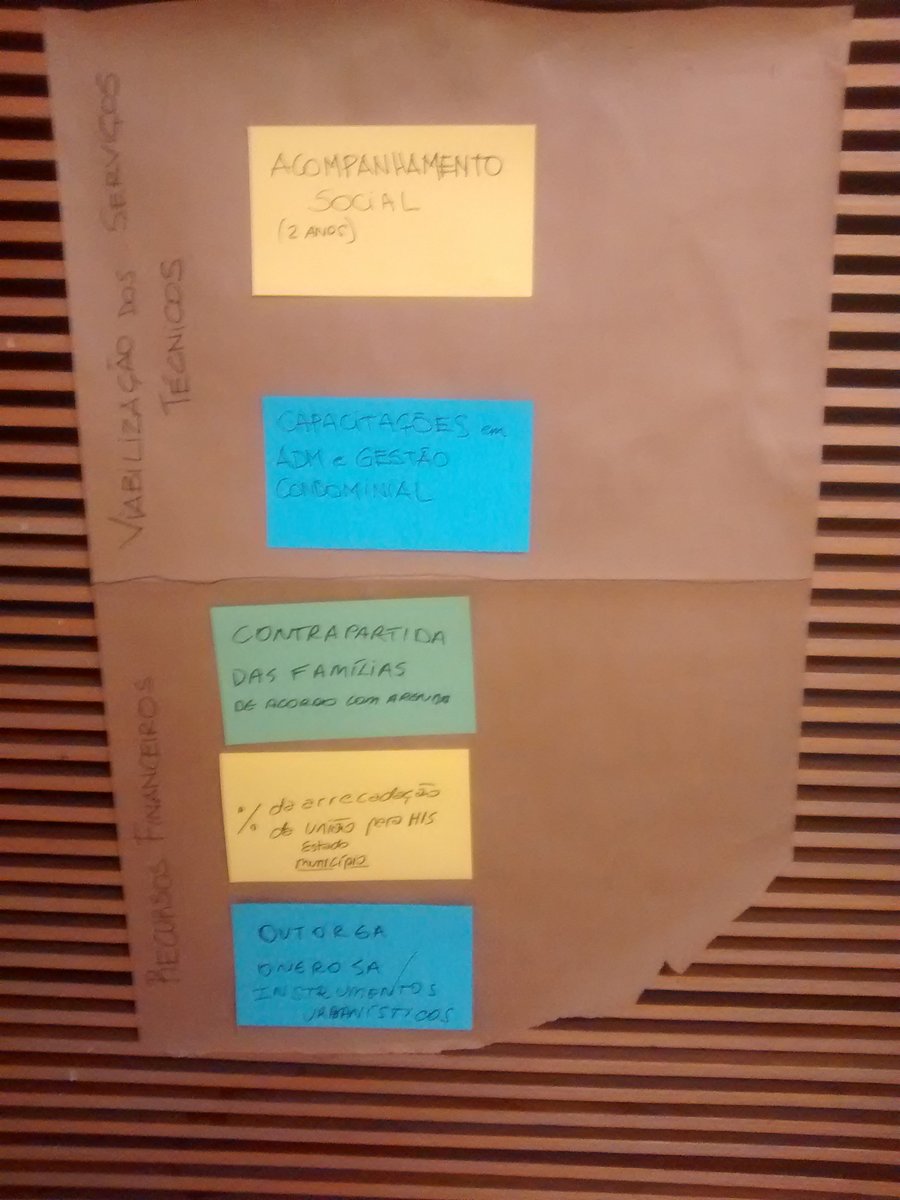 VIABILIZAÇÃO DOS SERVIÇOS
TÉCNICOS
ACOMPANHAMENTO
SOCIAL
(2 ANOS)
CAPACITAÇÕES em
ADM e GESTÃO
CONDOMINIAL
RECURSOS FINANCEIROS
CONTRAPARTIDA
DAS FAMÍLIAS
DE ACORDO COM A RENDA
% da arrecadação
da UNIÃO para HIS
Estado
município
OUTORGA
ONEROSA /
INSTRUMENTOS
URBANÍSTICOS